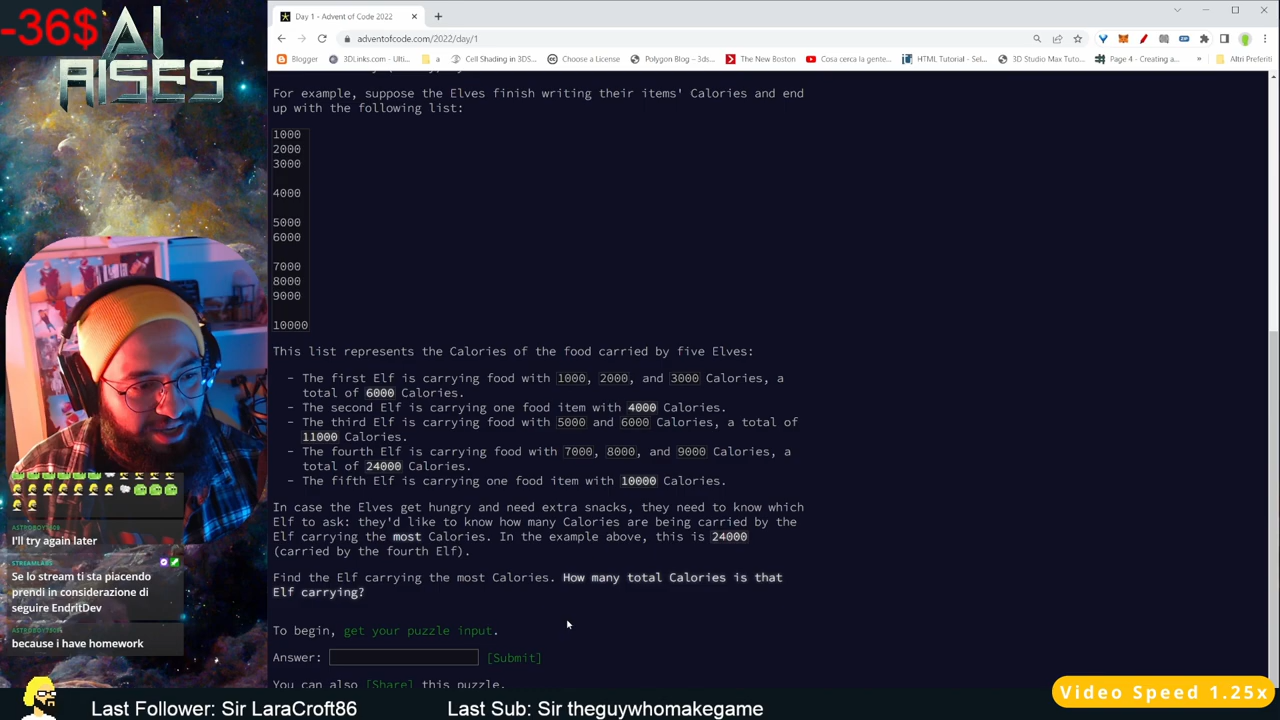 -36$
AI
RISES
Day 1 - Advent of Code 2022
adventofcode.com/2022/day/1
Blogger
3DLinks.com - Ulti...
a
Cell Shading in 3DS...
Choose a License
Polygon Blog – 3ds...
The New Boston
Cosa cerca la gente...
HTML Tutorial - Sel...
3D Studio Max Tuto...
Page 4 - Creating a...
»
Altri Preferiti
For example, suppose the Elves finish writing their items' Calories and end
up with the following list:
1000
2000
3000
4000
5000
6000
7000
8000
9000
10000
This list represents the Calories of the food carried by five Elves:
- The first Elf is carrying food with 1000, 2000, and 3000 Calories, a
total of 6000 Calories.
- The second Elf is carrying one food item with 4000 Calories.
- The third Elf is carrying food with 5000 and 6000 Calories, a total of
11000 Calories.
- The fourth Elf is carrying food with 7000, 8000, and 9000 Calories, a
total of 24000 Calories.
- The fifth Elf is carrying one food item with 10000 Calories.
In case the Elves get hungry and need extra snacks, they need to know which
Elf to ask: they'd like to know how many Calories are being carried by the
Elf carrying the most Calories. In the example above, this is 24000
(carried by the fourth Elf).
Find the Elf carrying the most Calories. How many total Calories is that
Elf carrying?
To begin, get your puzzle input.
Answer: [Submit]
You can also [Share] this puzzle.
I'll try again later
STREAMLABS
Se lo stream ti sta piacendo
prendi in considerazione di
seguire EndritDev
because i have homework
Video Speed 1.25x
Last Follower: Sir LaraCroft86
Last Sub: Sir theguywhomakegame